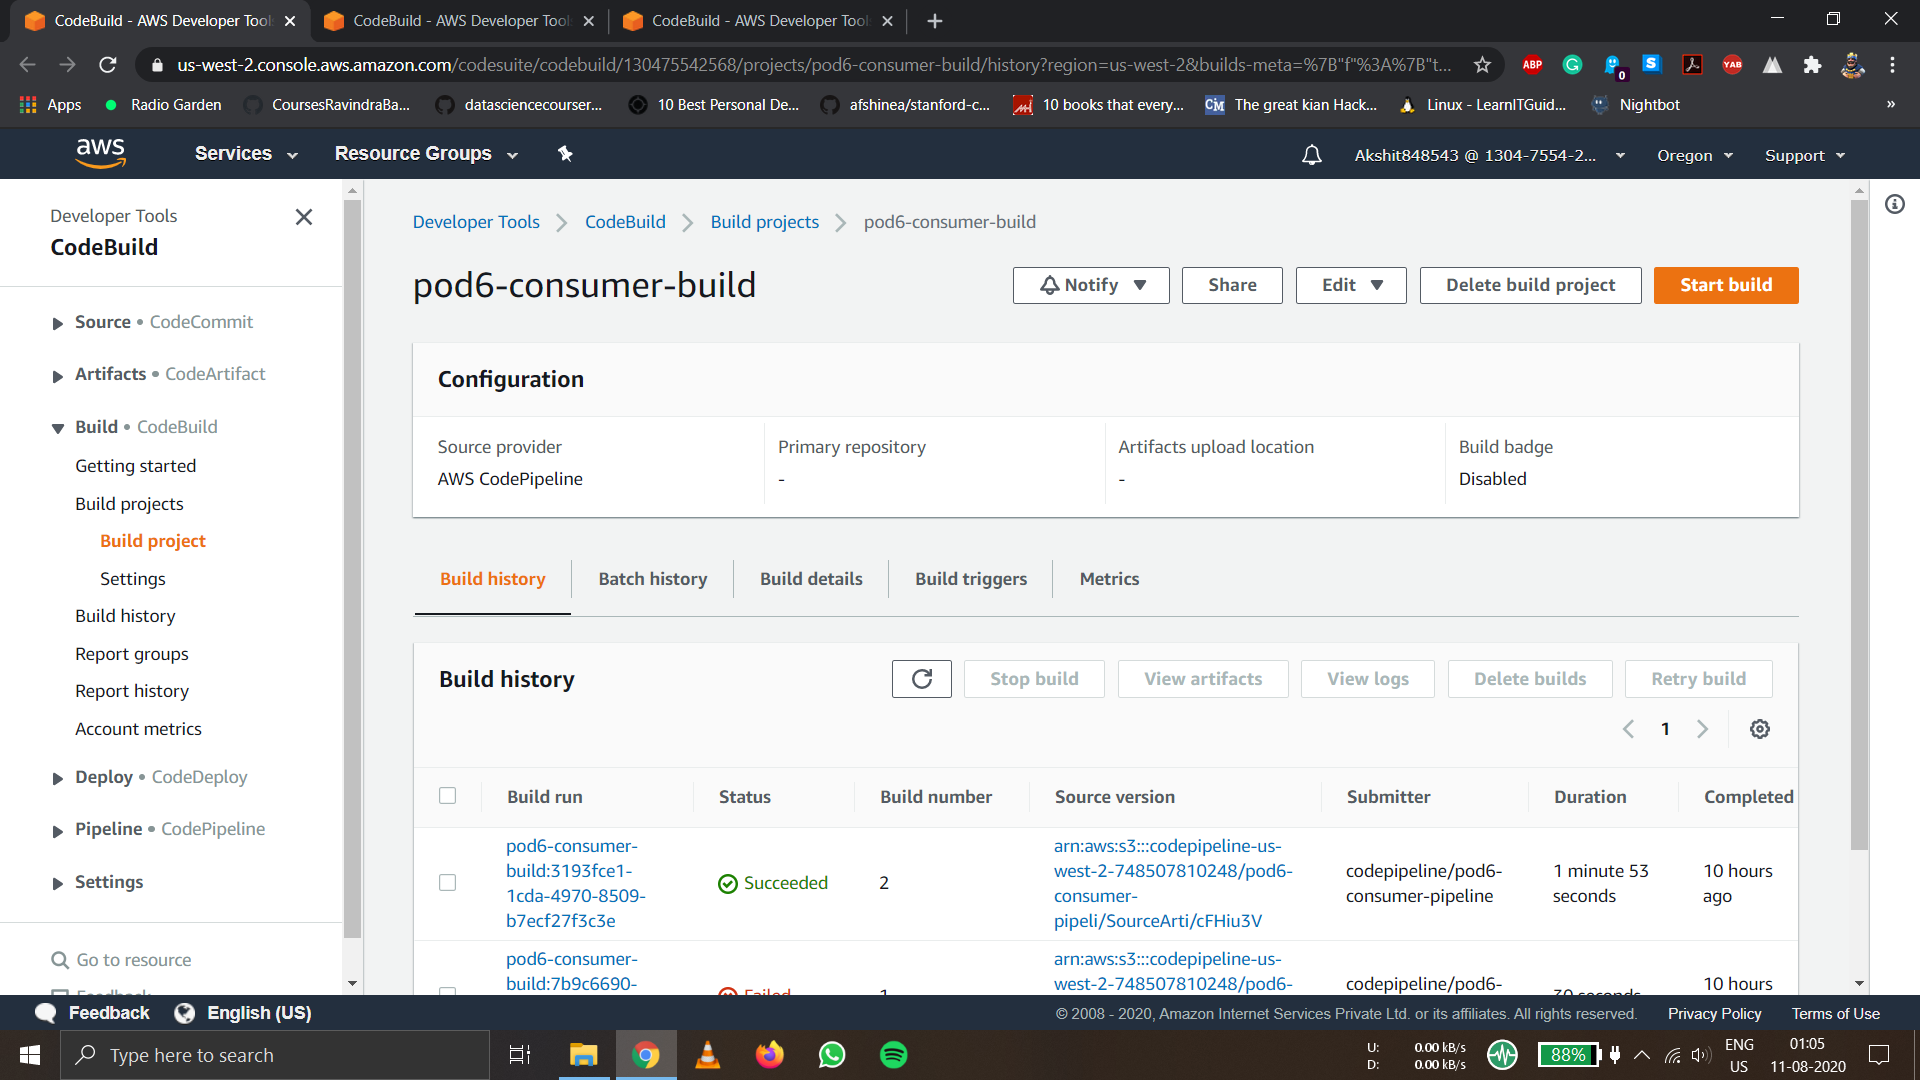 CodeBuild - AWS Developer Tool
CodeBuild - AWS Developer Tool
CodeBuild - AWS Developer Tool
us-west-2.console.aws.amazon.com/codesuite/codebuild/130475542568/projects/pod6-consumer-build/history?region=us-west-2&builds-meta=%7B"f"%3A%7B"t...
ABP
0
S
YAB
Apps
Radio Garden
CoursesRavindraBa...
datasciencecourser...
10 Best Personal De...
afshinea/stanford-c...
10 books that every...
CM
The great kian Hack...
Linux - LearnITGuid...
Nightbot
»
aws
Services
Resource Groups
Akshit848543 @ 1304-7554-2...
Oregon
Support
Developer Tools
CodeBuild
Source • CodeCommit
Artifacts • CodeArtifact
Build • CodeBuild
Getting started
Build projects
Build project
Settings
Build history
Report groups
Report history
Account metrics
Deploy • CodeDeploy
Pipeline • CodePipeline
Settings
Go to resource
Feedback
Developer Tools
CodeBuild
Build projects
pod6-consumer-build
pod6-consumer-build
Notify
Share
Edit
Delete build project
Start build
Configuration
Source provider
AWS CodePipeline
Primary repository
-
Artifacts upload location
-
Build badge
Disabled
Build history
Batch history
Build details
Build triggers
Metrics
Build history
Stop build
View artifacts
View logs
Delete builds
Retry build
1
Build run
Status
Build number
Source version
Submitter
Duration
Completed
pod6-consumer-
build:3193fce1-
1cda-4970-8509-
b7ecf27f3c3e
Succeeded
2
arn:aws:s3:::codepipeline-us-
west-2-748507810248/pod6-
consumer-
pipeli/SourceArti/cFHiu3V
codepipeline/pod6-
consumer-pipeline
1 minute 53
seconds
10 hours
ago
pod6-consumer-
build:7b9c6690-
Failed
1
arn:aws:s3:::codepipeline-us-
west-2-748507810248/pod6-
codepipeline/pod6-
30 seconds
10 hours
Feedback
English (US)
© 2008 - 2020, Amazon Internet Services Private Ltd. or its affiliates. All rights reserved.
Privacy Policy
Terms of Use
Type here to search
U: 0.00 kB/s
D: 0.00 kB/s
88%
ENG
US
01:05
11-08-2020